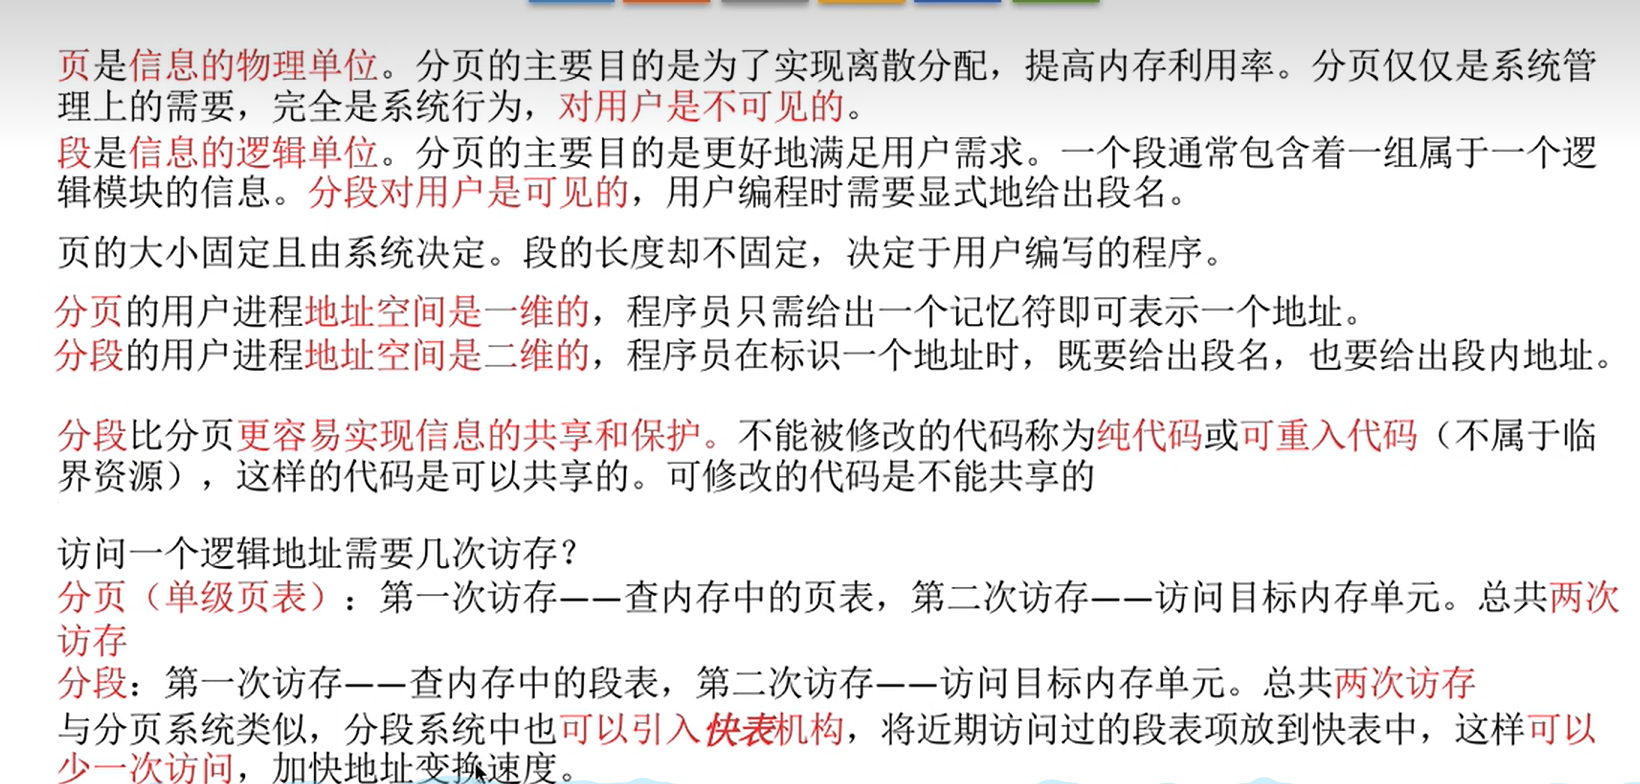 页是信息的物理单位。分页的主要目的是为了实现离散分配，提高内存利用率。分页仅仅是系统管
理上的需要，完全是系统行为，对用户是不可见的。
段是信息的逻辑单位。分页的主要目的是更好地满足用户需求。一个段通常包含着一组属于一个逻
辑模块的信息。分段对用户是可见的，用户编程时需要显式地给出段名。
页的大小固定且由系统决定。段的长度却不固定，决定于用户编写的程序。
分页的用户进程地址空间是一维的，程序员只需给出一个记忆符即可表示一个地址。
分段的用户进程地址空间是二维的，程序员在标识一个地址时，既要给出段名，也要给出段内地址。
分段比分页更容易实现信息的共享和保护。不能被修改的代码称为纯代码或可重入代码（不属于临
界资源），这样的代码是可以共享的。可修改的代码是不能共享的
访问一个逻辑地址需要几次访存？
分页（单级页表）：第一次访存——查内存中的页表，第二次访存——访问目标内存单元。总共两次
访存
分段：第一次访存——查内存中的段表，第二次访存——访问目标内存单元。总共两次访存
与分页系统类似，分段系统中也可以引入快表机构，将近期访问过的段表项放到快表中，这样可以
少一次访问，加快地址变换速度。